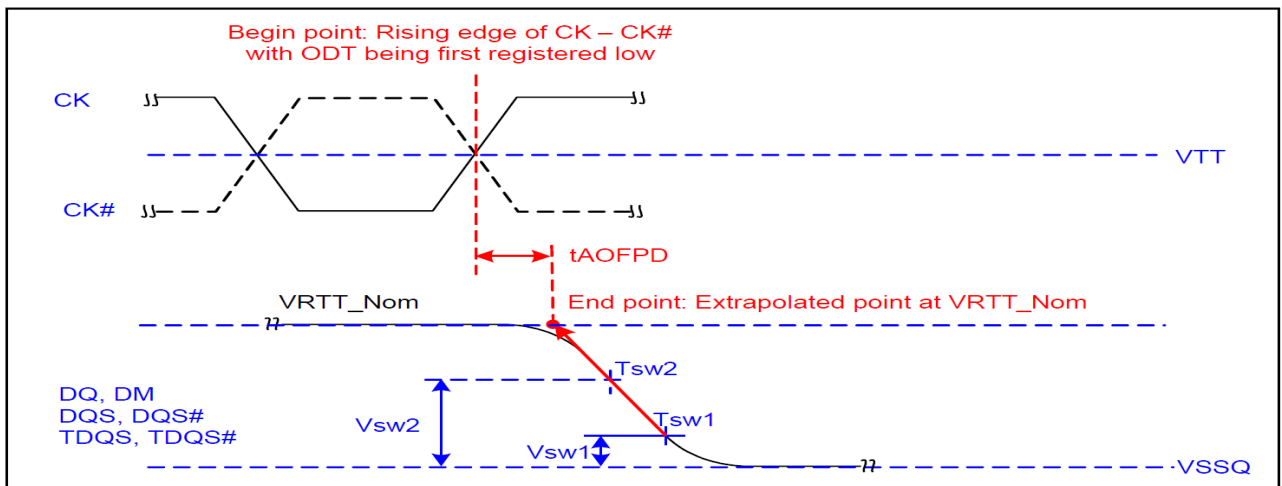 Begin point: Rising edge of CK – CK#
with ODT being first registered low
CK
VTT
CK#
tAOFPD
VRTT_Nom
End point: Extrapolated point at VRTT_Nom
Tsw2
DQ, DM
DQS, DQS#
TDQS, TDQS#
Vsw2
Tsw1
Vsw1
VSSQ